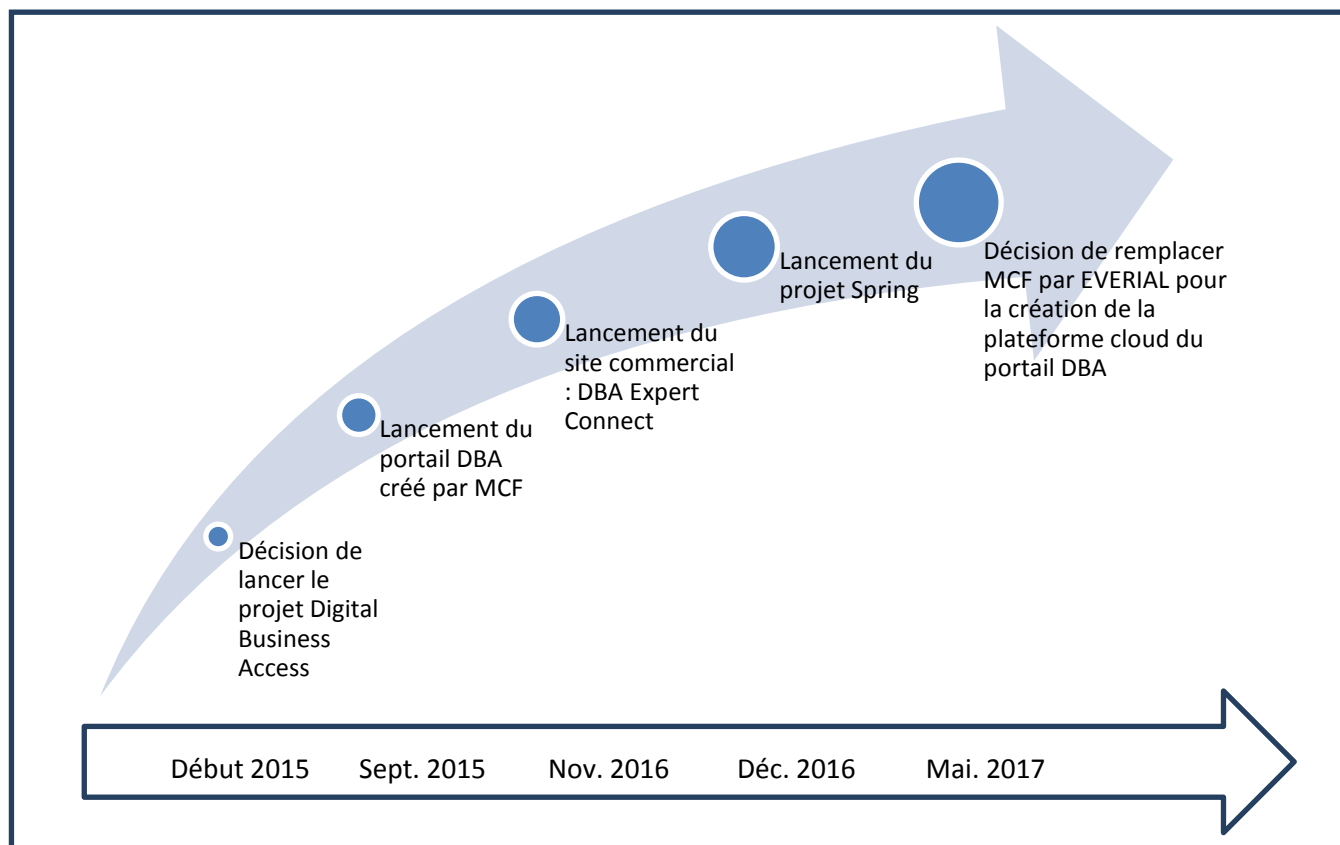 Décision de
lancer le
projet Digital
Business
Access
Lancement du
portail DBA
créé par MCF
Lancement du
site commercial
: DBA Expert
Connect
Lancement du
projet Spring
Décision de remplacer
MCF par EVERIAL pour
la création de la
plateforme cloud du
portail DBA
Début 2015
Sept. 2015
Nov. 2016
Déc. 2016
Mai. 2017